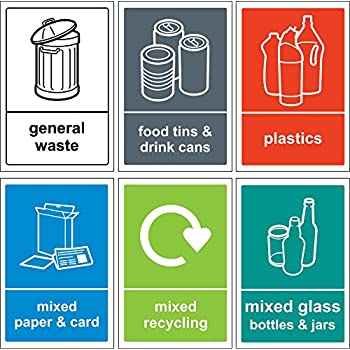 general
waste
food tins &
drink cans
plastics
mixed
paper & card
mixed
recycling
mixed glass
bottles & jars